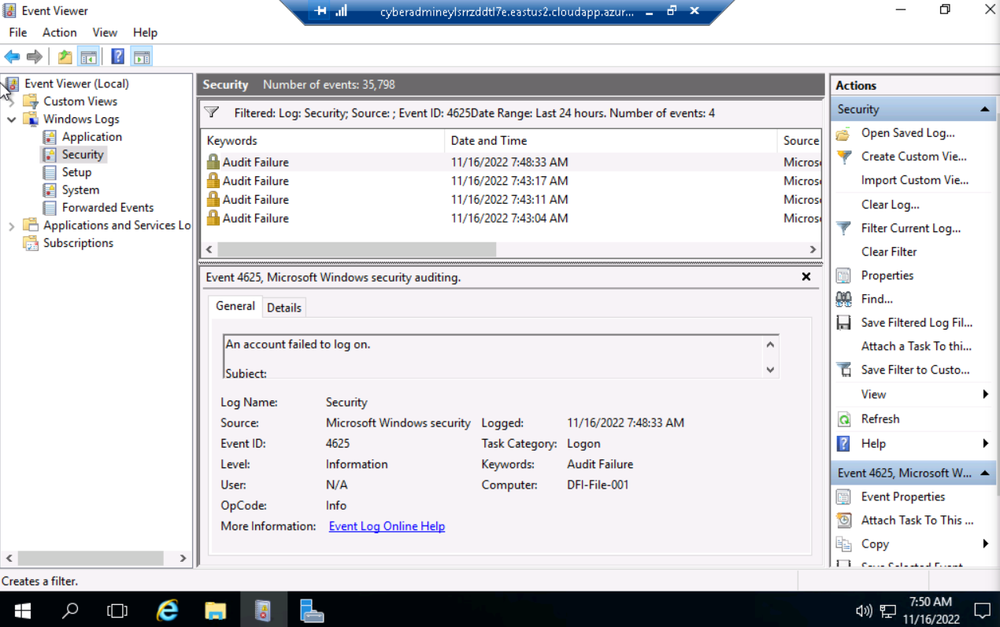 Event Viewer
cyberadmineylsrrzddtl7e.eastus2.cloudapp.azur...
File Action View Help
Event Viewer (Local)
Custom Views
Windows Logs
Application
Security
Setup
System
Forwarded Events
Applications and Services Lo
Subscriptions
Security Number of events: 35,798
Filtered: Log: Security; Source: ; Event ID: 4625Date Range: Last 24 hours. Number of events: 4
Keywords Date and Time Source
Audit Failure 11/16/2022 7:48:33 AM Micros
Audit Failure 11/16/2022 7:43:17 AM Micros
Audit Failure 11/16/2022 7:43:11 AM Micros
Audit Failure 11/16/2022 7:43:04 AM Micros
Event 4625, Microsoft Windows security auditing.
General Details
An account failed to log on.
Subject:
Log Name: Security
Source: Microsoft Windows security Logged: 11/16/2022 7:48:33 AM
Event ID: 4625 Task Category: Logon
Level: Information Keywords: Audit Failure
User: N/A Computer: DFI-File-001
OpCode: Info
More Information: Event Log Online Help
Actions
Security
Open Saved Log...
Create Custom Vie...
Import Custom Vie...
Clear Log...
Filter Current Log...
Clear Filter
Properties
Find...
Save Filtered Log Fil...
Attach a Task To thi...
Save Filter to Custo...
View
Refresh
Help
Event 4625, Microsoft W...
Event Properties
Attach Task To This ...
Copy
Save Selected Event
Creates a filter.
7:50 AM
11/16/2022